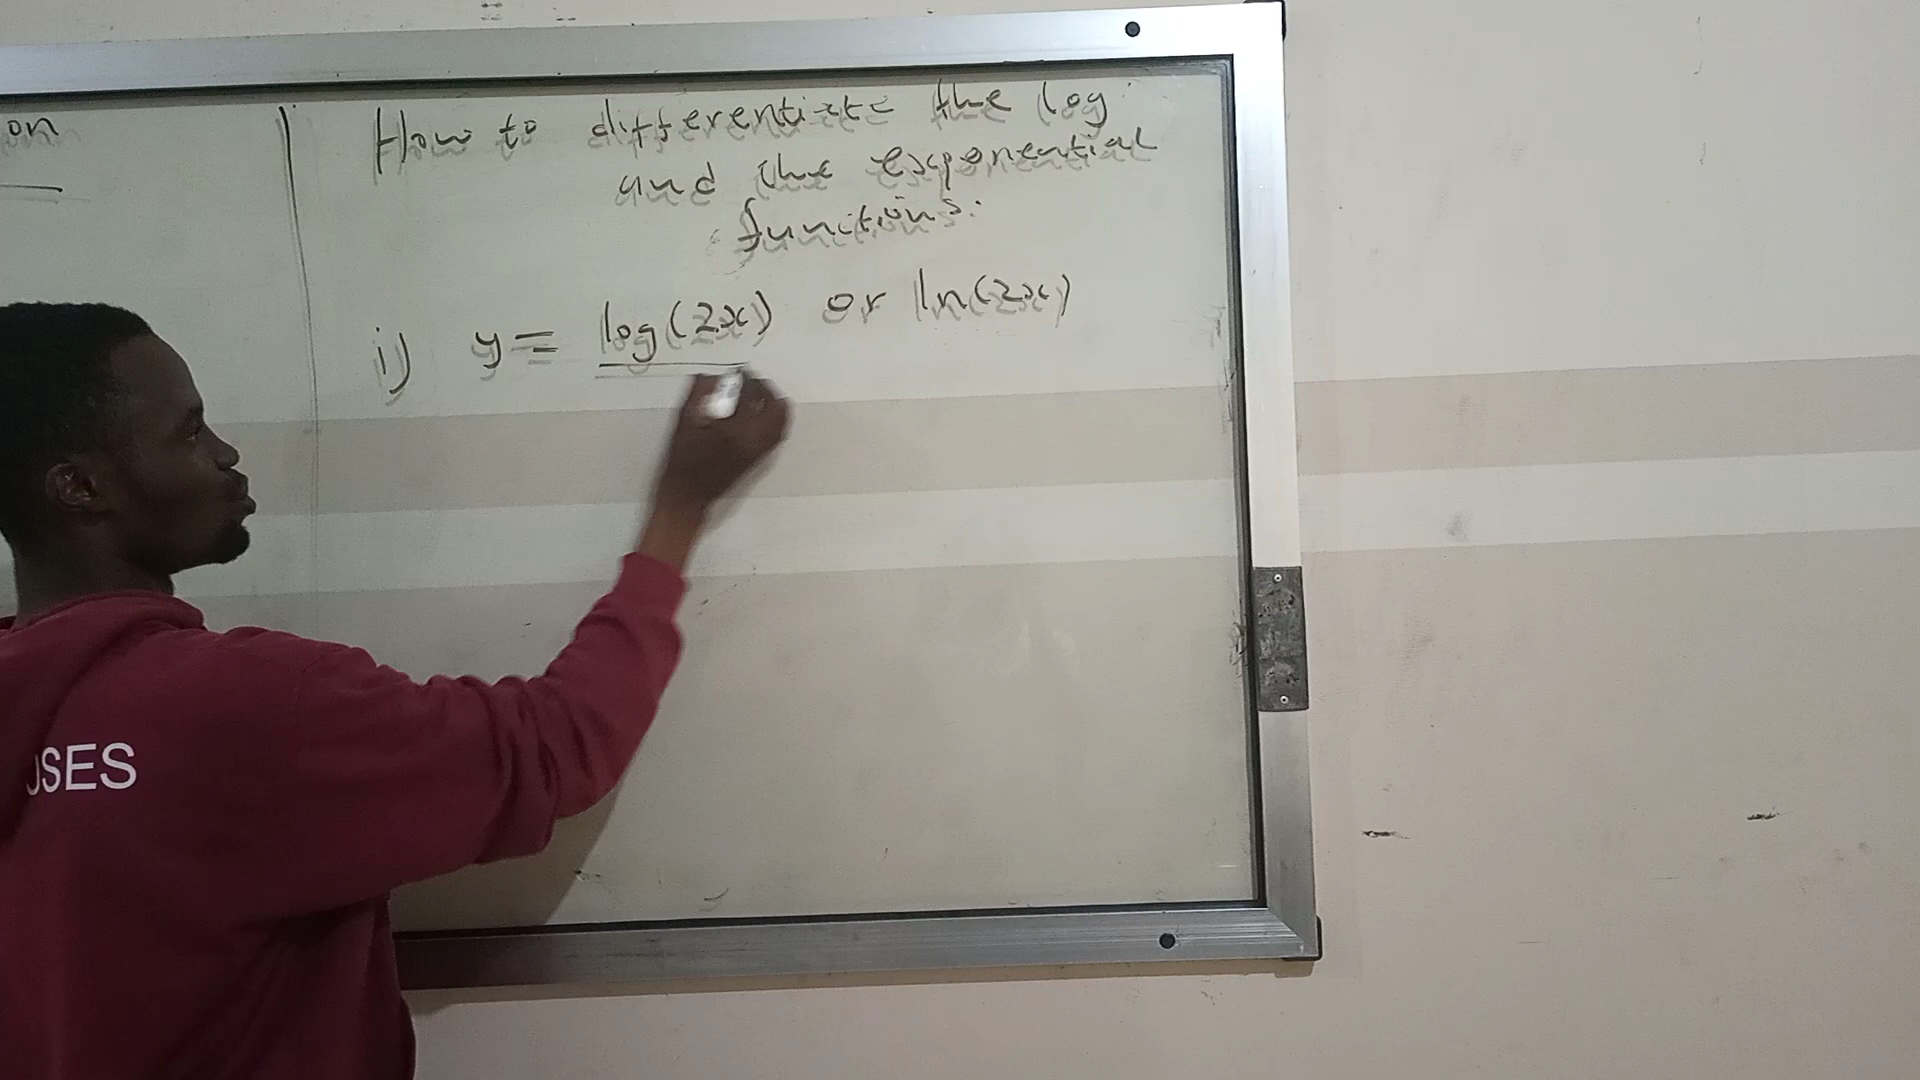 on
How to differentiate the log
and the exponential
functions.
i) y = log(2x) or ln(2x)
USES